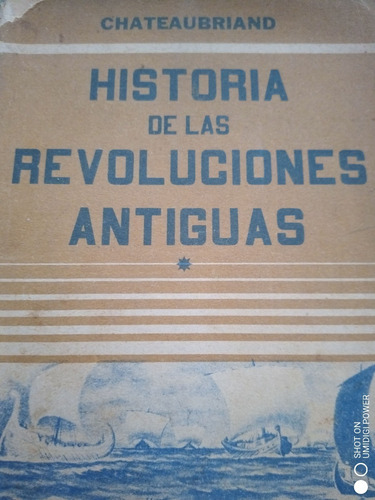 CHATEAUBRIAND
HISTORIA
DE LAS
REVOLUCIONES
ANTIGUAS
SHOT ON
UMIDIGI POWER